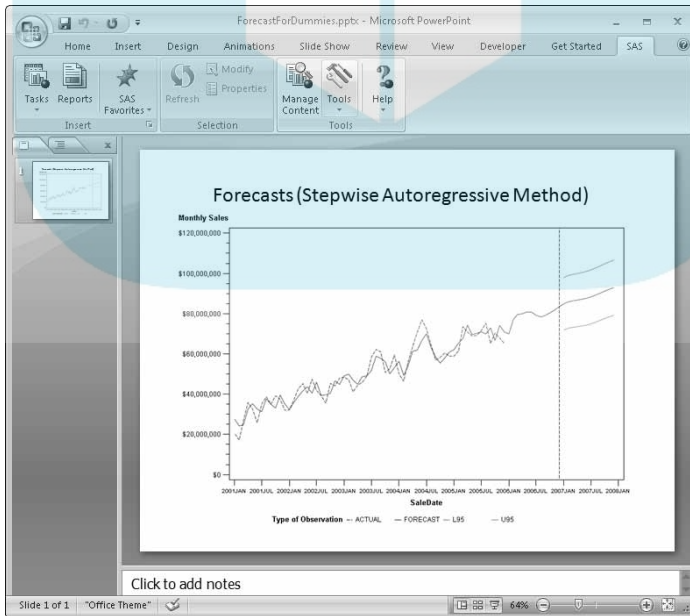 ForecastForDummies.pptx - Microsoft PowerPoint
Home Insert Design Animations Slide Show Review View Developer Get Started SAS
Tasks Reports SAS Favorites
Refresh Modify Properties
Manage Content Tools Help
Insert Selection Tools
1
Forecasts (Stepwise Autoregressive Method)
Monthly Sales
$120,000,000
$100,000,000
$80,000,000
$60,000,000
$40,000,000
$20,000,000
$0
2001JAN 2001JUL 2002JAN 2002JUL 2003JAN 2003JUL 2004JAN 2004JUL 2005JAN 2005JUL 2006JAN 2006JUL 2007JAN 2007JUL 2008JAN
SaleDate
Type of Observation ACTUAL FORECAST L95 U95
Click to add notes
Slide 1 of 1 "Office Theme" 64%